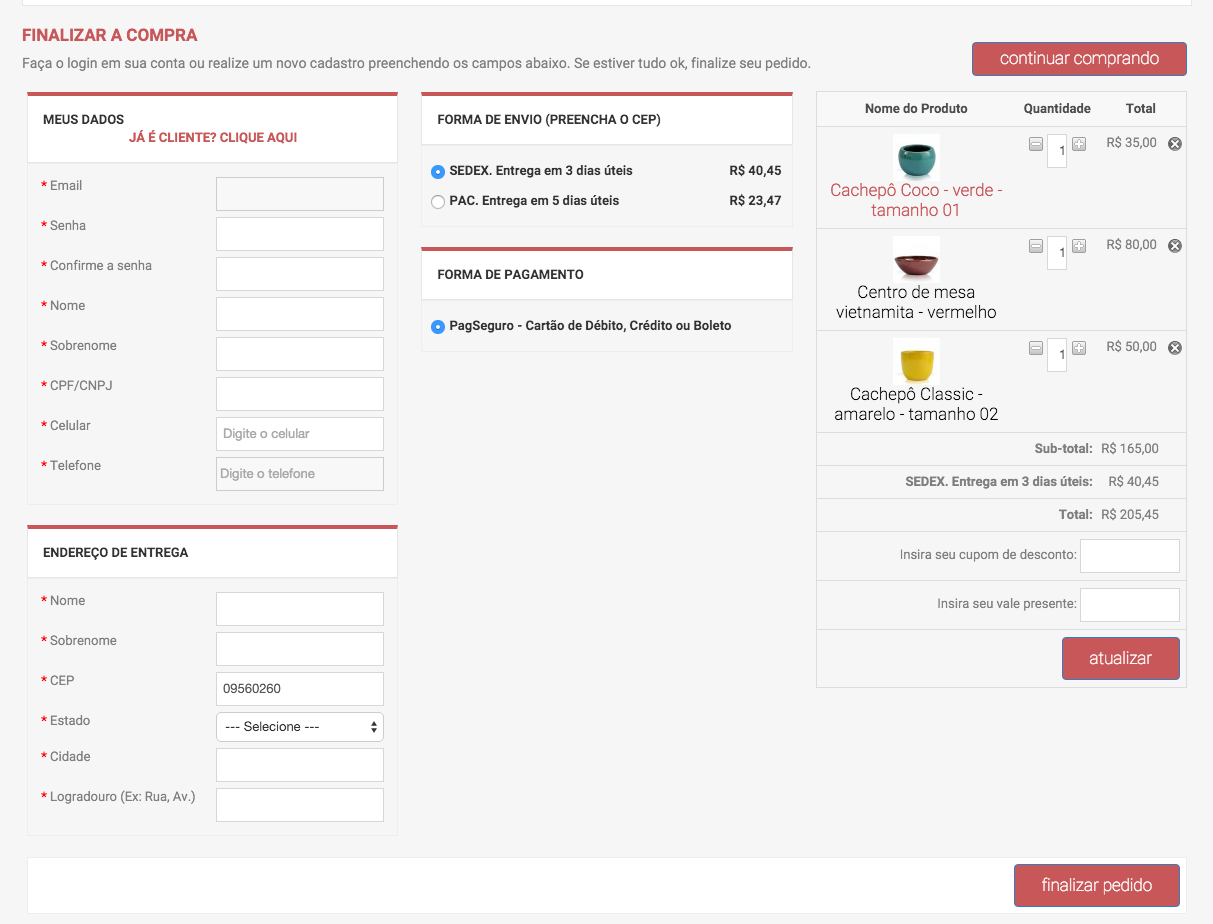 FINALIZAR A COMPRA
Faça o login em sua conta ou realize um novo cadastro preenchendo os campos abaixo. Se estiver tudo ok, finalize seu pedido.
continuar comprando
MEUS DADOS
JÁ É CLIENTE? CLIQUE AQUI
* Email
* Senha
* Confirme a senha
* Nome
* Sobrenome
* CPF/CNPJ
* Celular Digite o celular
* Telefone Digite o telefone
ENDEREÇO DE ENTREGA
* Nome
* Sobrenome
* CEP 09560260
* Estado --- Selecione ---
* Cidade
* Logradouro (Ex: Rua, Av.)
FORMA DE ENVIO (PREENCHA O CEP)
SEDEX. Entrega em 3 dias úteis R$ 40,45
PAC. Entrega em 5 dias úteis R$ 23,47
FORMA DE PAGAMENTO
PagSeguro - Cartão de Débito, Crédito ou Boleto
Nome do Produto Quantidade Total
1 R$ 35,00
Cachepô Coco - verde -
tamanho 01
1 R$ 80,00
Centro de mesa
vietnamita - vermelho
1 R$ 50,00
Cachepô Classic -
amarelo - tamanho 02
Sub-total: R$ 165,00
SEDEX. Entrega em 3 dias úteis: R$ 40,45
Total: R$ 205,45
Insira seu cupom de desconto:
Insira seu vale presente:
atualizar
finalizar pedido